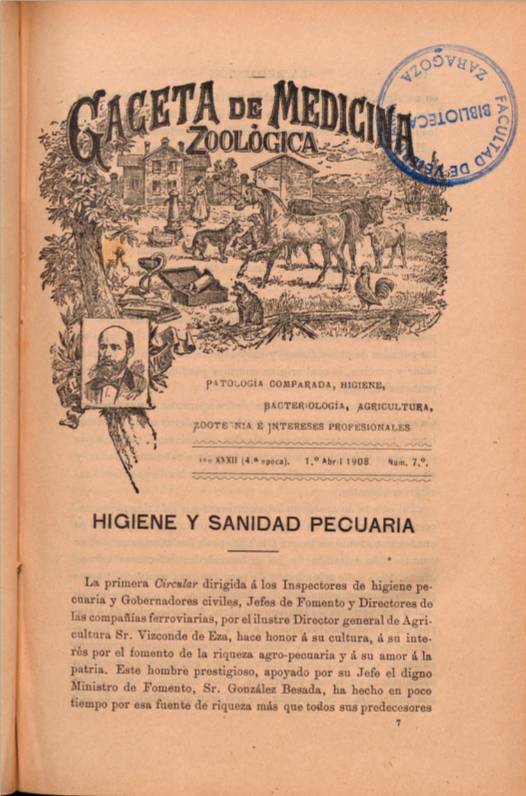 GACETA DE MEDICINA
ZOOLÓGICA
FACULTAD DE VETER
BIBLIOTECA
ZARAGOZA
PATOLOGÍA COMPARADA, HIGIENE,
BACTERIOLOGÍA, AGRICULTURA,
ZOOTECNIA É INTERESES PROFESIONALES
Año XXXII (4.ª epoca). 1.º Abril 1908 Núm. 7.º.
HIGIENE Y SANIDAD PECUARIA
La primera Circular dirigida á los Inspectores de higiene pe-
cuaria y Gobernadores civiles, Jefes de Fomento y Directores de
las compañías ferroviarias, por el ilustre Director general de Agri-
cultura Sr. Vizconde de Eza, hace honor á su cultura, á su inte-
rés por el fomento de la riqueza agro-pecuaria y á su amor á la
patria. Este hombre prestigioso, apoyado por su Jefe el digno
Ministro de Fomento, Sr. González Besada, ha hecho en poco
tiempo por esa fuente de riqueza más que todos sus predecesores
7